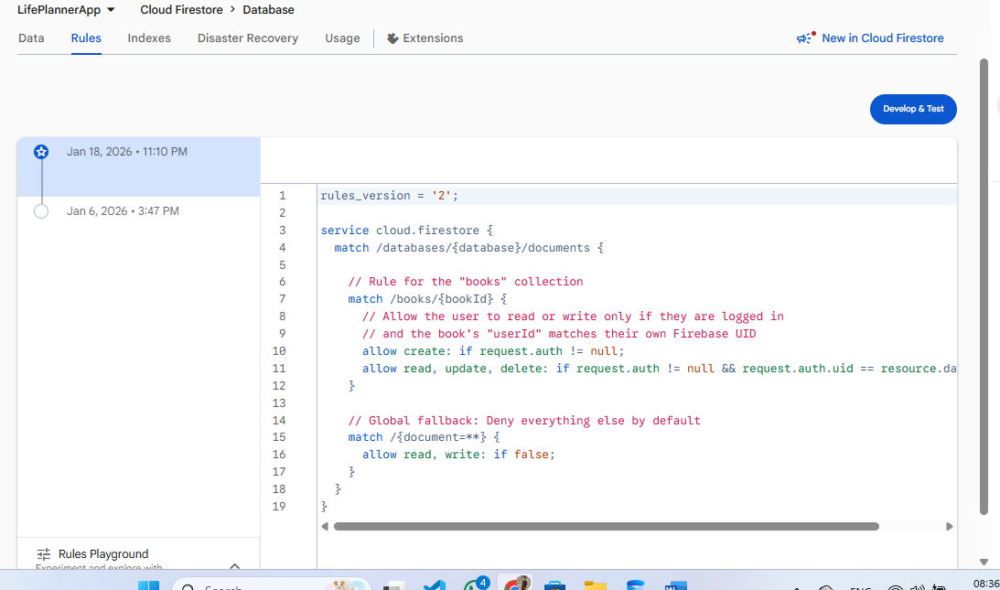 LifePlannerApp Cloud Firestore > Database
Data Rules Indexes Disaster Recovery Usage Extensions New in Cloud Firestore
Develop & Test
Jan 18, 2026 • 11:10 PM
Jan 6, 2026 • 3:47 PM
1 rules_version = '2';
2
3 service cloud.firestore {
4 match /databases/{database}/documents {
5
6 // Rule for the "books" collection
7 match /books/{bookId} {
8 // Allow the user to read or write only if they are logged in
9 // and the book's "userId" matches their own Firebase UID
10 allow create: if request.auth != null;
11 allow read, update, delete: if request.auth != null && request.auth.uid == resource.da
12 }
13
14 // Global fallback: Deny everything else by default
15 match /{document=**} {
16 allow read, write: if false;
17 }
18 }
19 }
Rules Playground
Experiment and explore with
Search 4 ENG 08:36